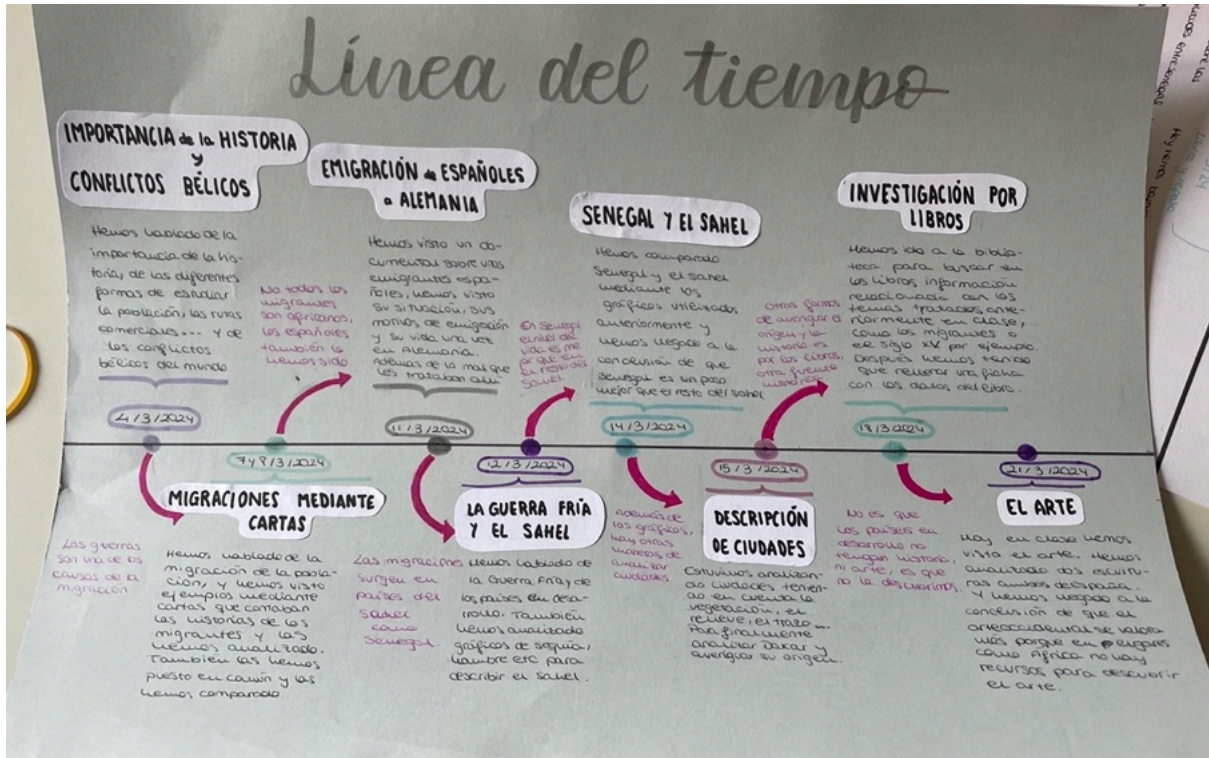 Línea del tiempo
IMPORTANCIA de la HISTORIA
y
CONFLICTOS BÉLICOS
Hemos hablado de la
importancia de la his-
toria, de las diferentes
formas de estudiar
la población, las rutas
comerciales... y de
los conflictos
bélicos del mundo
4/3/2024
Las guerras
son una de las
causas de la
migración
MIGRACIONES MEDIANTE
CARTAS
7 y 8/3/2024
Hemos hablado de la
migración de la pobla-
ción, y hemos visto
ejemplos mediante
cartas que contaban
las historias de los
migrantes y las
hemos analizado.
También las hemos
puesto en común y las
hemos comparado
No todos los
migrantes
son africanos,
los españoles
también lo
hemos sido
EMIGRACIÓN de ESPAÑOLES
a ALEMANIA
Hemos visto un do-
cumental sobre unos
emigrantes espa-
ñoles, hemos visto
su situación, sus
motivos de emigración
y su vida una vez
en Alemania.
Además de lo mal que
les trataban allí
11/3/2024
Las migraciones
surgen en
países del
Sahel
como
Senegal
12/3/2024
LA GUERRA FRÍA
Y EL SAHEL
Hemos hablado de
la Guerra Fría y de
los países en desa-
rrollo. También
hemos analizado
gráficos de sequía,
hambre etc para
describir el Sahel.
En Senegal
el nivel de
vida es me
jor que en
el resto del
Sahel
SENEGAL Y EL SAHEL
Hemos comparado
Senegal y el Sahel
mediante los
gráficos utilizados
anteriormente y
hemos llegado a la
conclusión de que
Senegal es un poco
mejor que el resto del Sahel
14/3/2024
Además de
los gráficos,
hay otras
maneras de
analizar
ciudades
15/3/2024
DESCRIPCIÓN
DE CIUDADES
Estuvimos analizan-
do ciudades tenien-
do en cuenta la
vegetación, el
relieve, el trazo...
Para finalmente
analizar Dakar y
averiguar su origen.
Otras formas
de averiguar el
origen y la
historia es
por los libros,
otra fuente
histórica
INVESTIGACIÓN POR
LIBROS
Hemos ido a la biblio-
teca para buscar en
los libros información
relacionada con los
temas tratados ante-
riormente en clase,
como los migrantes o
el siglo XX por ejemplo.
Después hemos tenido
que rellenar una ficha
con los datos del libro.
18/3/2024
No es que
los países en
desarrollo no
tengan historia,
ni arte, es que
no la descubrimos.
21/3/2024
EL ARTE
Hoy en clase hemos
visto el arte. Hemos
analizado dos escultu-
ras ambas de España.
Y hemos llegado a la
conclusión de que el
arte occidental se valora
más porque en lugares
como África no hay
recursos para descubrir
el arte.